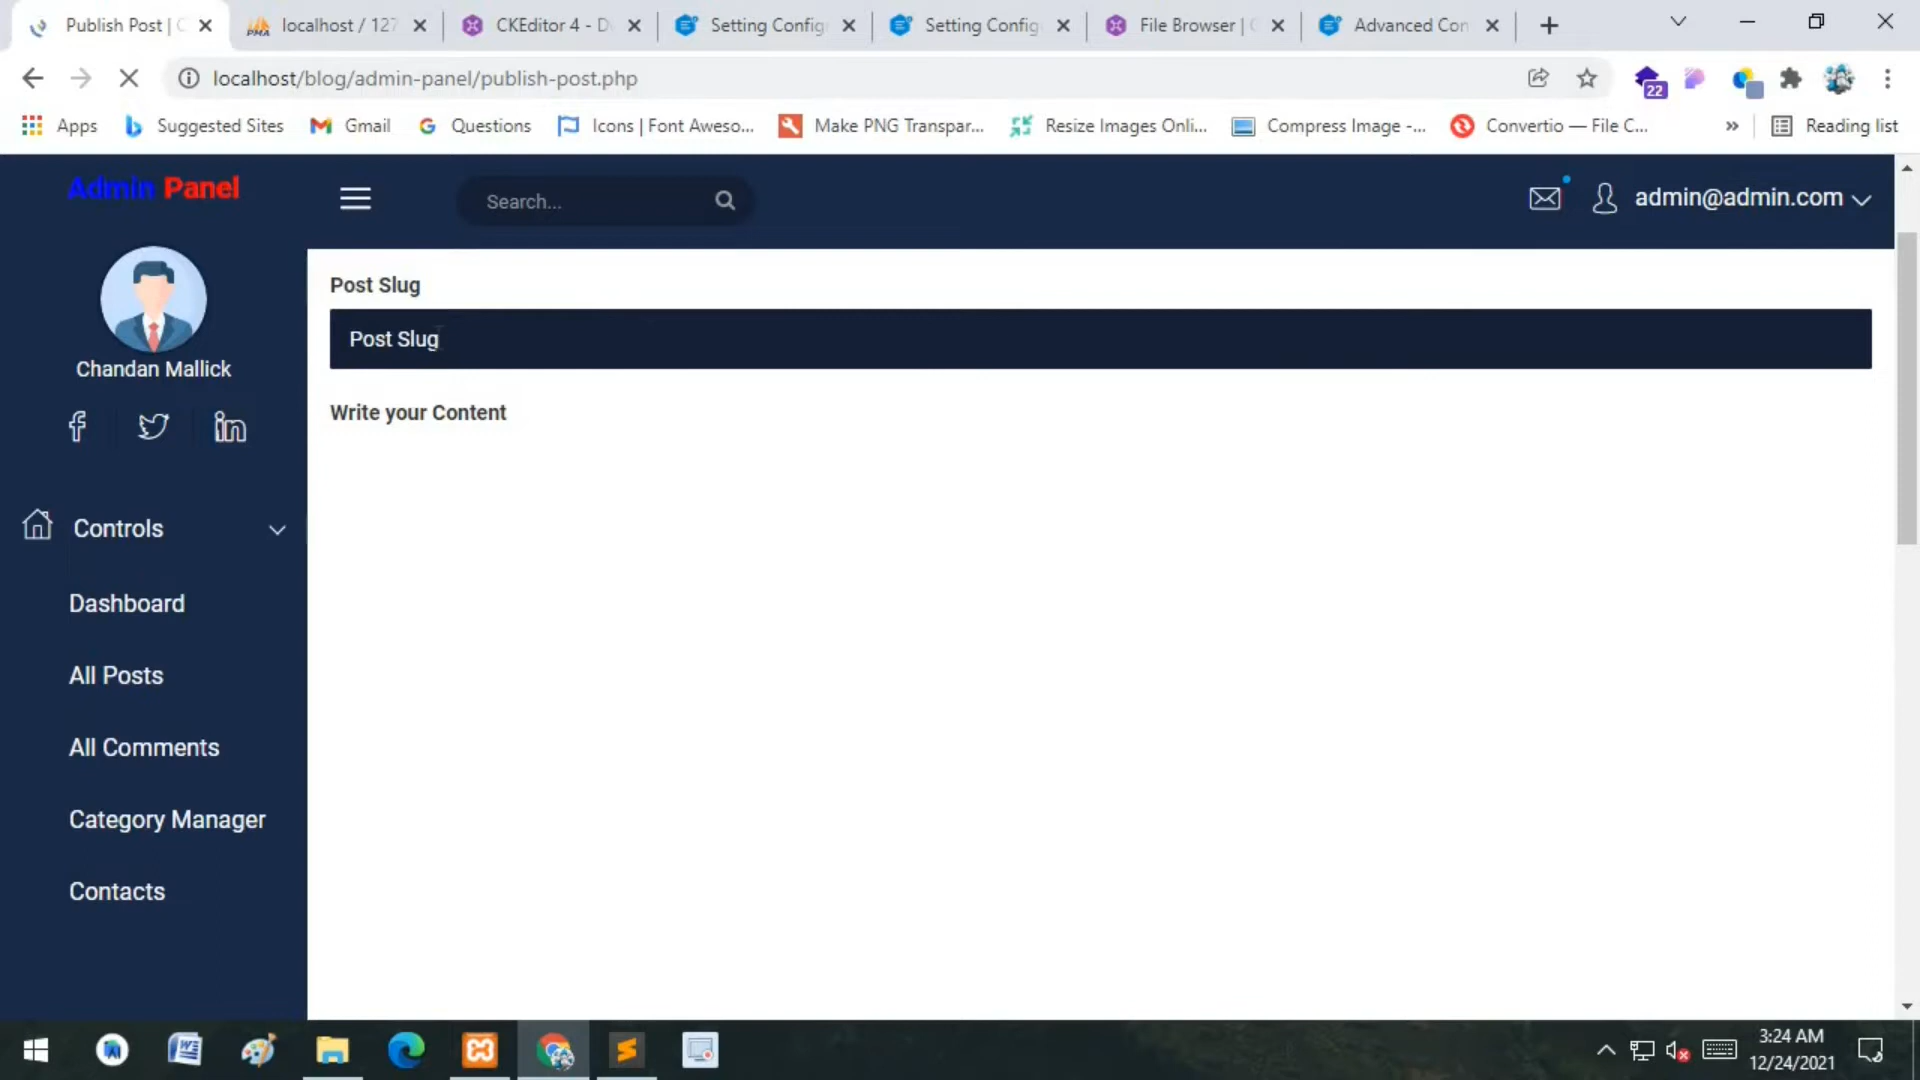 Publish Post | C
localhost / 127
CKEditor 4 - D
Setting Config
Setting Config
File Browser | C
Advanced Con
localhost/blog/admin-panel/publish-post.php
22
Apps
Suggested Sites
Gmail
Questions
Icons | Font Aweso...
Make PNG Transpar...
Resize Images Onli...
Compress Image -...
Convertio — File C...
»
Reading list
Admin Panel
Search...
admin@admin.com
Chandan Mallick
Controls
Dashboard
All Posts
All Comments
Category Manager
Contacts
Post Slug
Post Slug
Write your Content
3:24 AM
12/24/2021